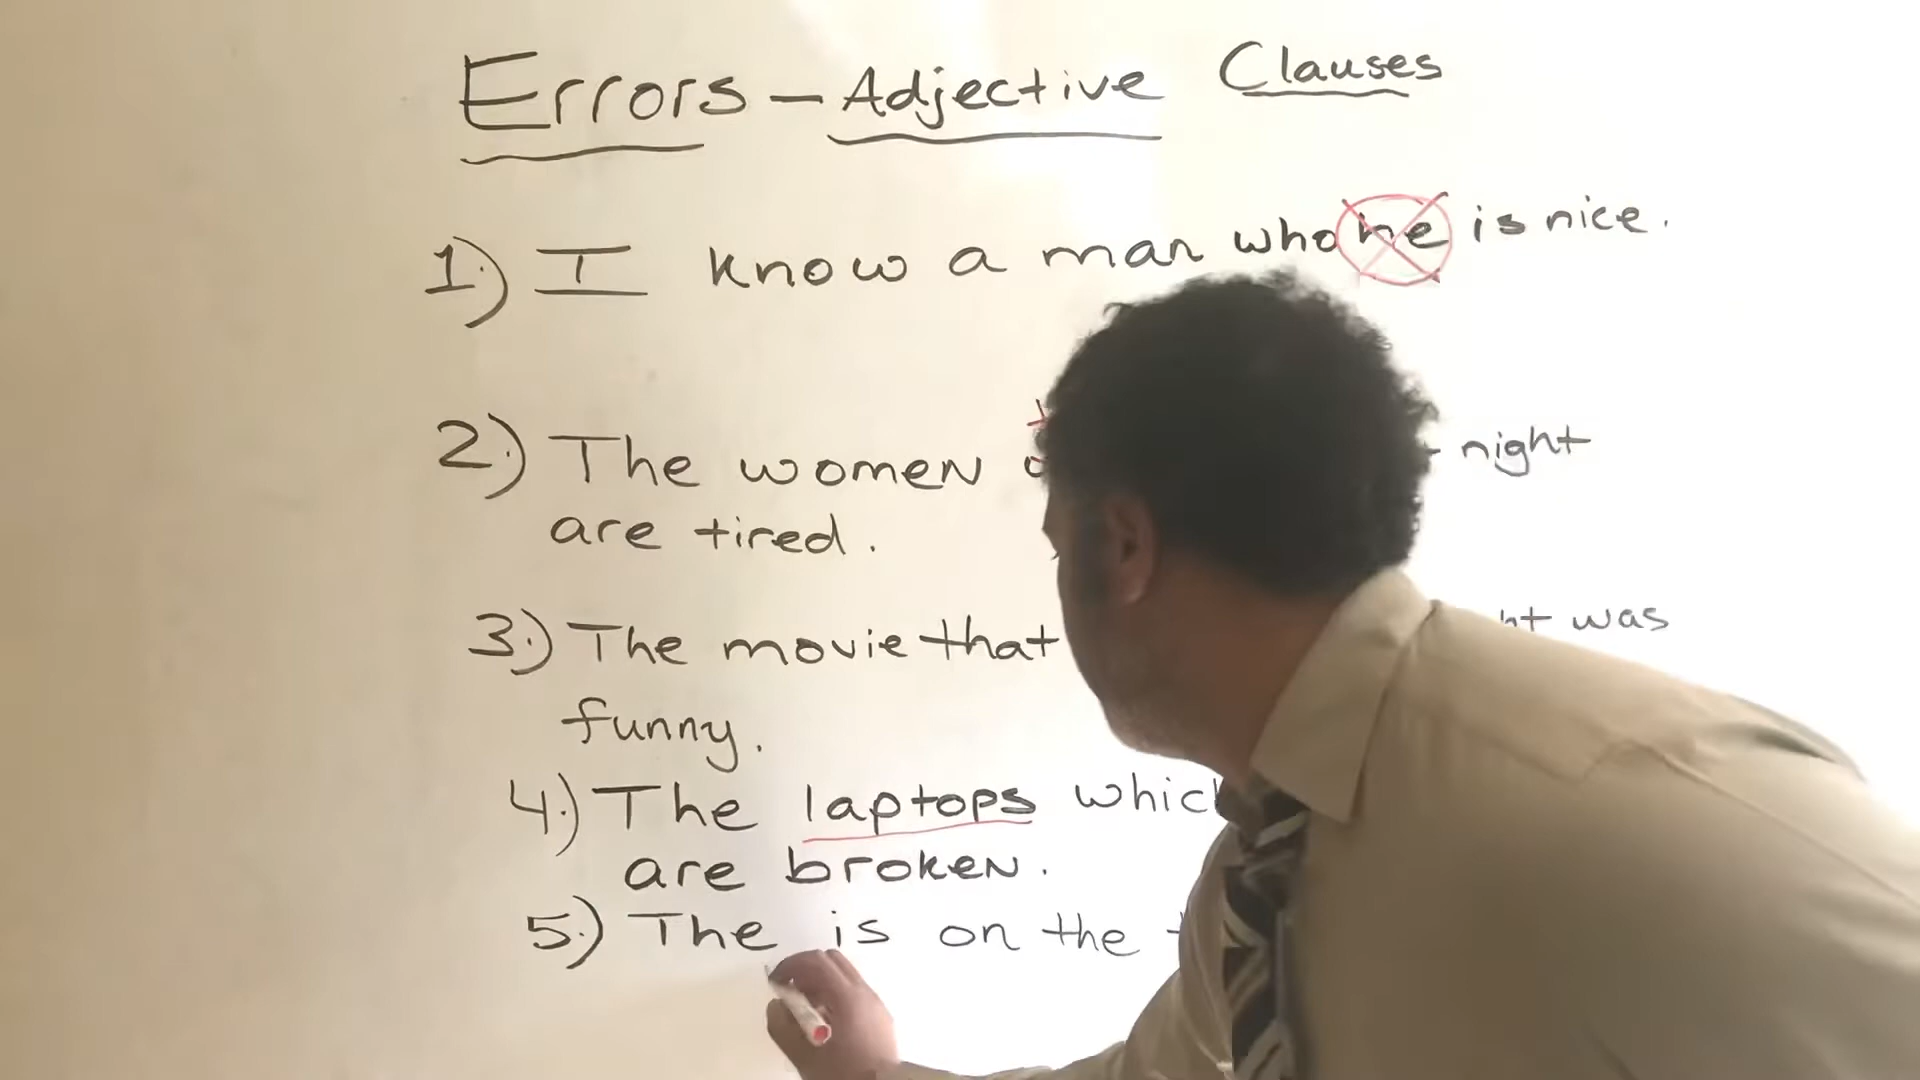 Errors – Adjective Clauses
1.) I know a man who he is nice.
2.) The women night
are tired.
3.) The movie that was
funny.
4.) The laptops
are broken.
5.) The is on the